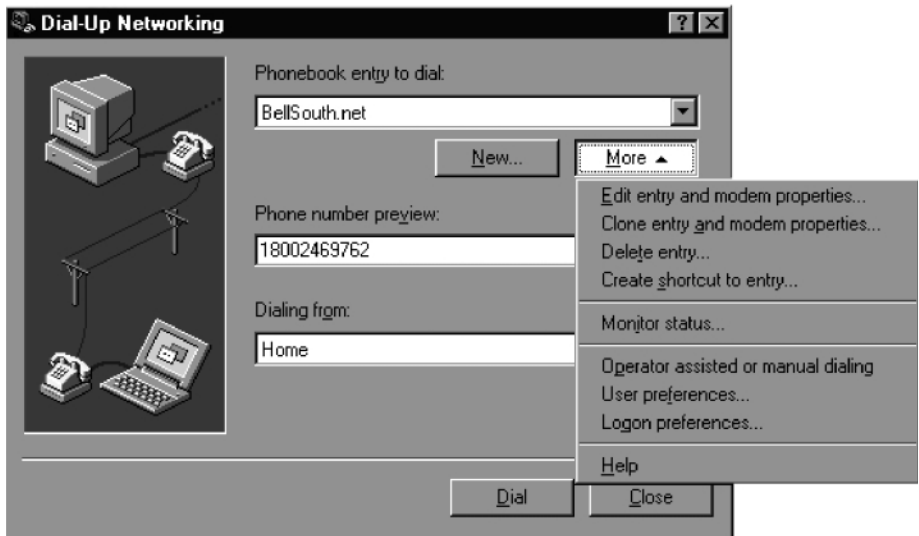 Dial-Up Networking
Phonebook entry to dial:
BellSouth.net
New... More
Edit entry and modem properties...
Clone entry and modem properties...
Delete entry...
Create shortcut to entry...
Monitor status...
Operator assisted or manual dialing
User preferences...
Logon preferences...
Help
Phone number preview:
18002469762
Dialing from:
Home
Dial Close